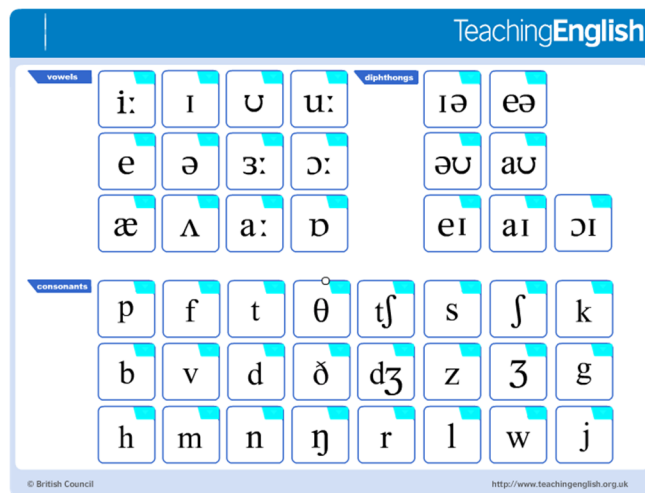 TeachingEnglish
vowels iː ɪ ʊ uː diphthongs ɪə eə
e ə ɜː ɔː əʊ aʊ
æ ʌ aː ɒ eɪ aɪ ɔɪ
consonants p f t θ tʃ s ʃ k
b v d ð dʒ z ʒ g
h m n ŋ r l w j
© British Council http://www.teachingenglish.org.uk